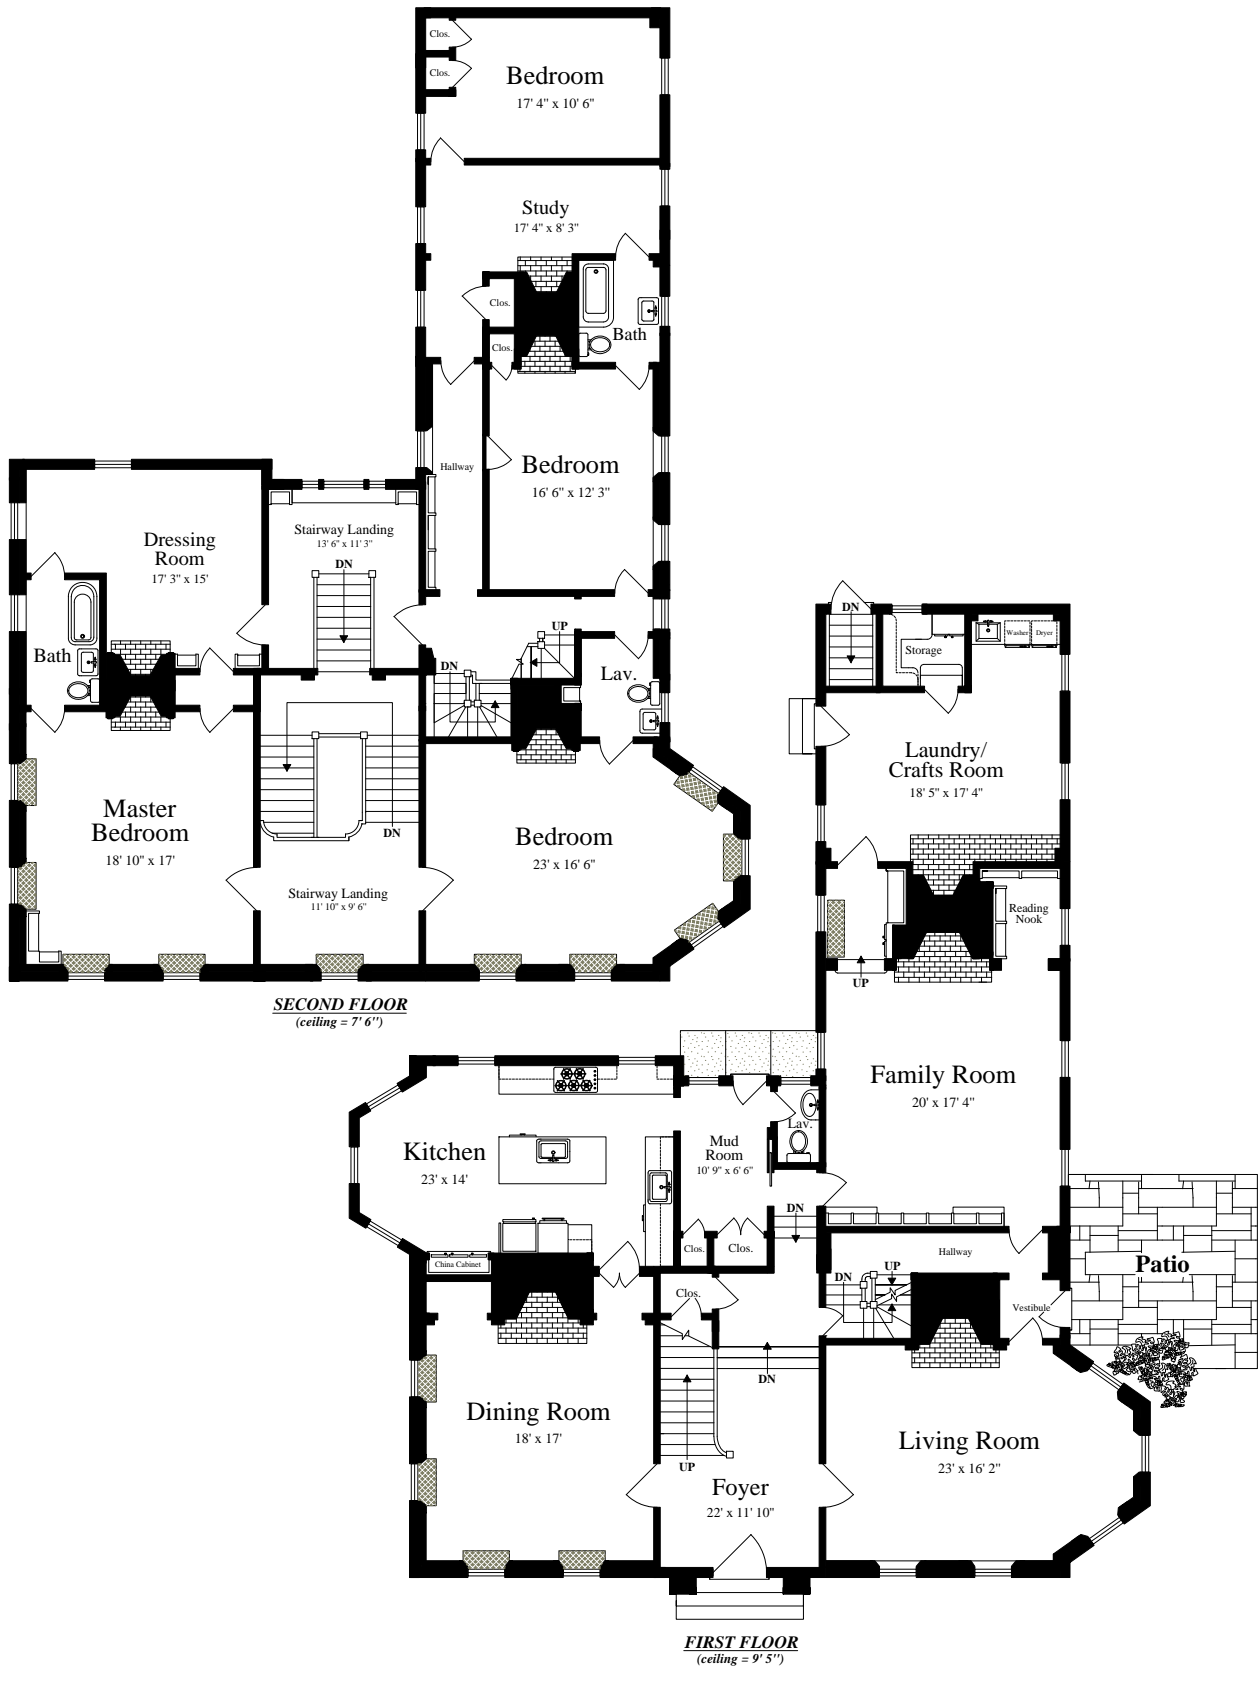 Clos.
Clos.
Bedroom
17' 4" x 10' 6"
Study
17' 4" x 8' 3"
Clos.
Clos.
Bath
Hallway
Bedroom
16' 6" x 12' 3"
Dressing
Room
17' 3" x 15'
Stairway Landing
13' 6" x 11' 3"
DN
Bath
UP
DN
Lav.
Master
Bedroom
18' 10" x 17'
DN
Bedroom
23' x 16' 6"
Stairway Landing
11' 10" x 9' 6"
SECOND FLOOR
(ceiling = 7' 6")
DN
Storage
Washer
Dryer
Laundry/
Crafts Room
18' 5" x 17' 4"
Reading
Nook
UP
Family Room
20' x 17' 4"
Kitchen
23' x 14'
Mud
Room
10' 9" x 6' 6"
Lav.
DN
Clos.
Clos.
China Cabinet
Hallway
Patio
DN
UP
Vestibule
Clos.
DN
UP
Dining Room
18' x 17'
Living Room
23' x 16' 2"
Foyer
22' x 11' 10"
FIRST FLOOR
(ceiling = 9' 5")